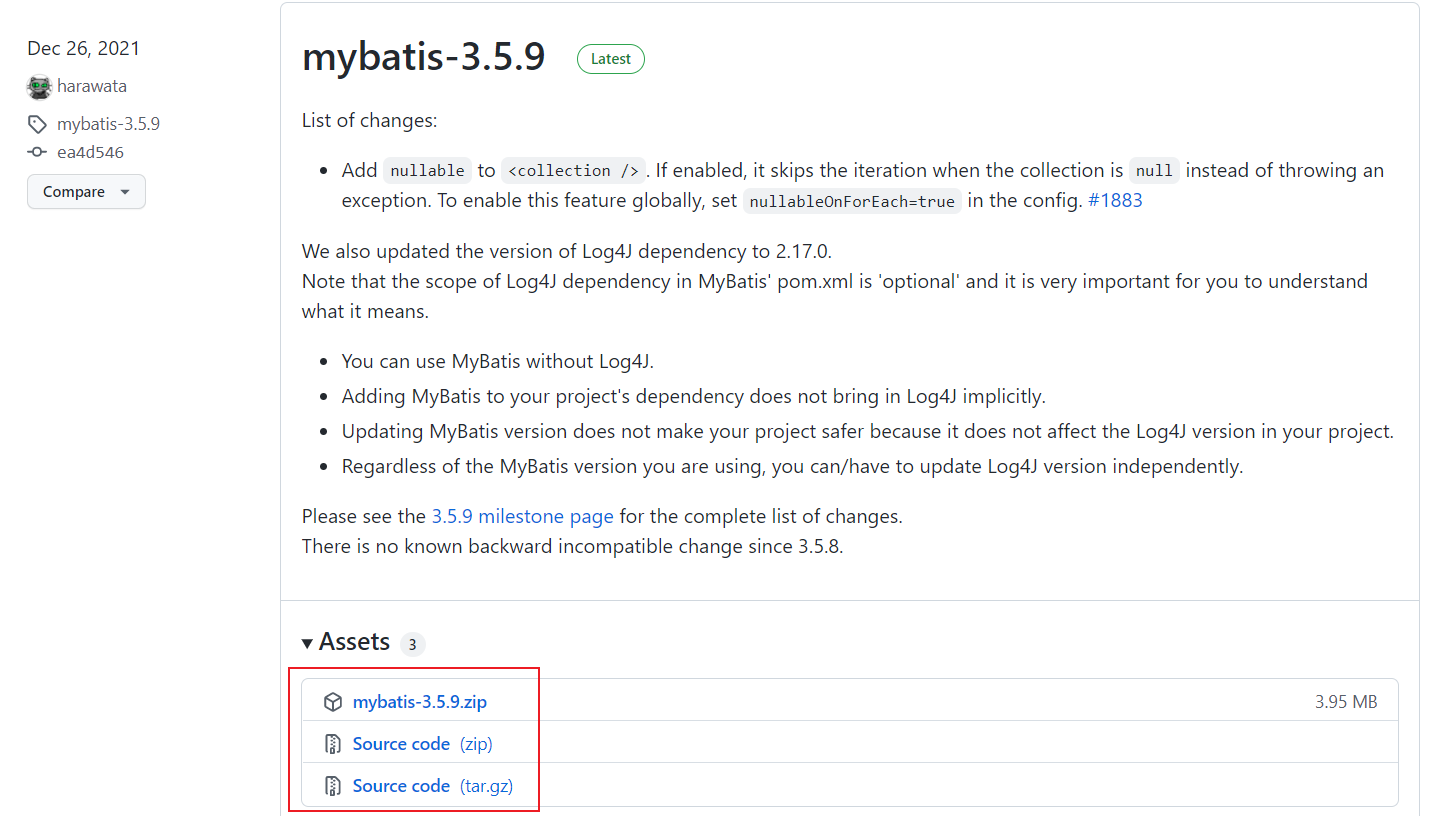 Dec 26, 2021
harawata
mybatis-3.5.9
ea4d546
Compare
mybatis-3.5.9 Latest
List of changes:
Add nullable to <collection />. If enabled, it skips the iteration when the collection is null instead of throwing an
exception. To enable this feature globally, set nullableOnForEach=true in the config. #1883
We also updated the version of Log4J dependency to 2.17.0.
Note that the scope of Log4J dependency in MyBatis' pom.xml is 'optional' and it is very important for you to understand
what it means.
You can use MyBatis without Log4J.
Adding MyBatis to your project's dependency does not bring in Log4J implicitly.
Updating MyBatis version does not make your project safer because it does not affect the Log4J version in your project.
Regardless of the MyBatis version you are using, you can/have to update Log4J version independently.
Please see the 3.5.9 milestone page for the complete list of changes.
There is no known backward incompatible change since 3.5.8.
Assets 3
mybatis-3.5.9.zip 3.95 MB
Source code (zip)
Source code (tar.gz)